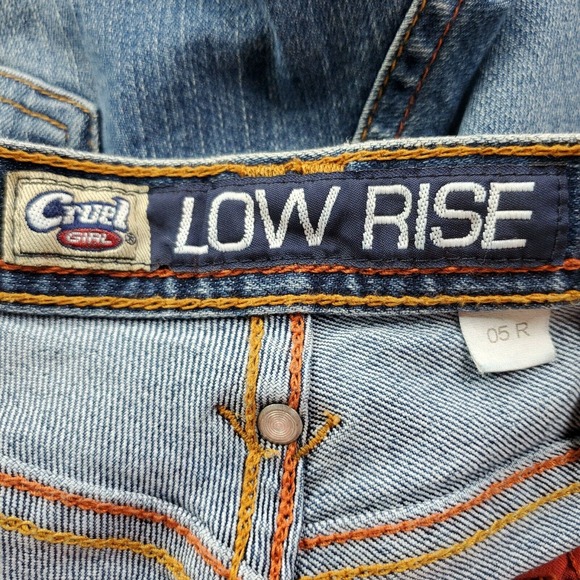 Cruel
GIRL ®
LOW RISE
05 R